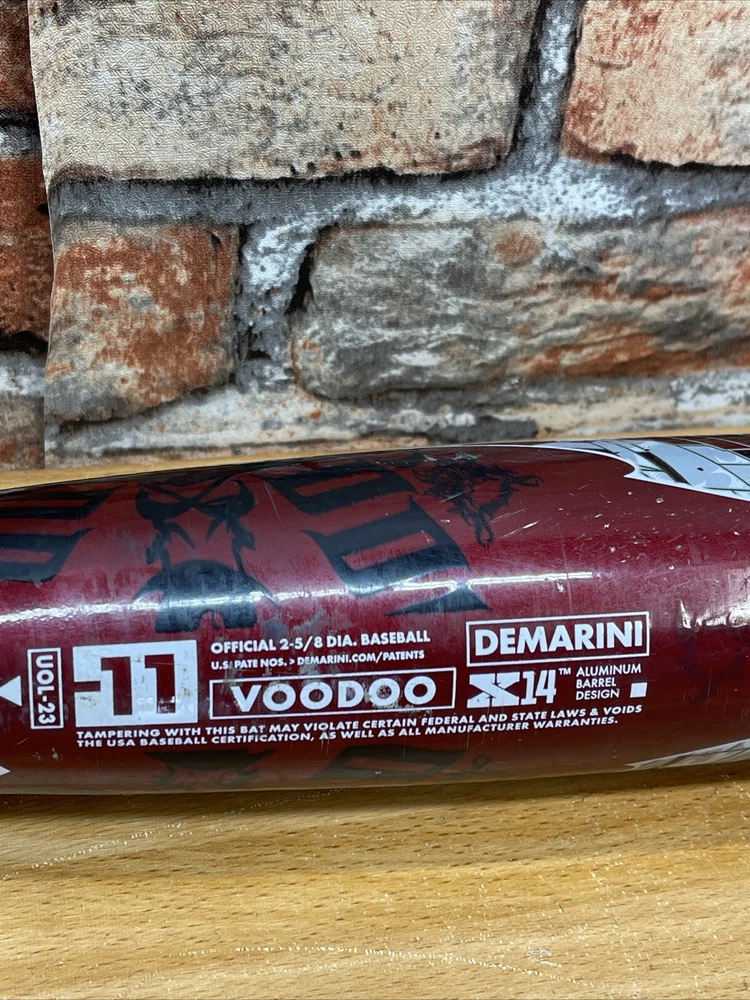 UO1-23
-11
OFFICIAL 2-5/8 DIA. BASEBALL
U.S. PATE NOS. > DEMARINI.COM/PATENTS
VOODOO
DEMARINI
X14™ ALUMINUM
BARREL
DESIGN
TAMPERING WITH THIS BAT MAY VIOLATE CERTAIN FEDERAL AND STATE LAWS & VOIDS
THE USA BASEBALL CERTIFICATION, AS WELL AS ALL MANUFACTURER WARRANTIES.